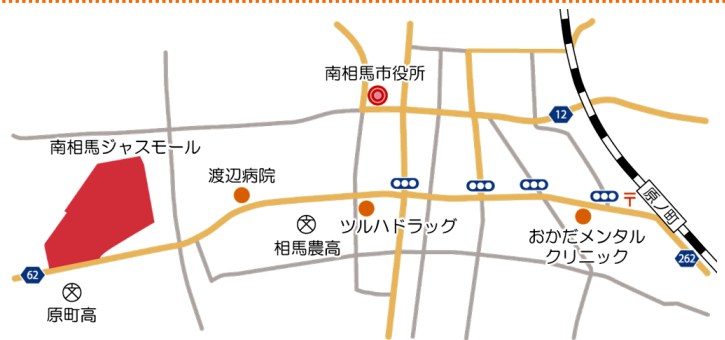 南相馬市役所
12
南相馬ジャスモール
渡辺病院
原ノ町
〒
ツルハドラッグ
相馬農高
おかだメンタル
クリニック
262
62
文
原町高
文